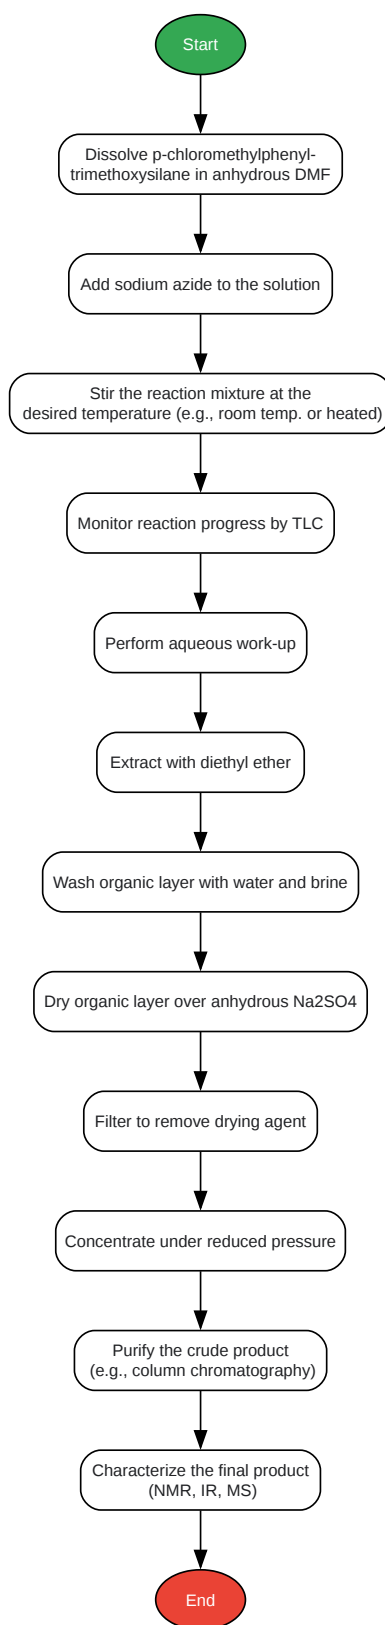 Start
Dissolve p-chloromethylphenyl-
trimethoxysilane in anhydrous DMF
Add sodium azide to the solution
Stir the reaction mixture at the
desired temperature (e.g., room temp. or heated)
Monitor reaction progress by TLC
Perform aqueous work-up
Extract with diethyl ether
Wash organic layer with water and brine
Dry organic layer over anhydrous Na2SO4
Filter to remove drying agent
Concentrate under reduced pressure
Purify the crude product
(e.g., column chromatography)
Characterize the final product
(NMR, IR, MS)
End